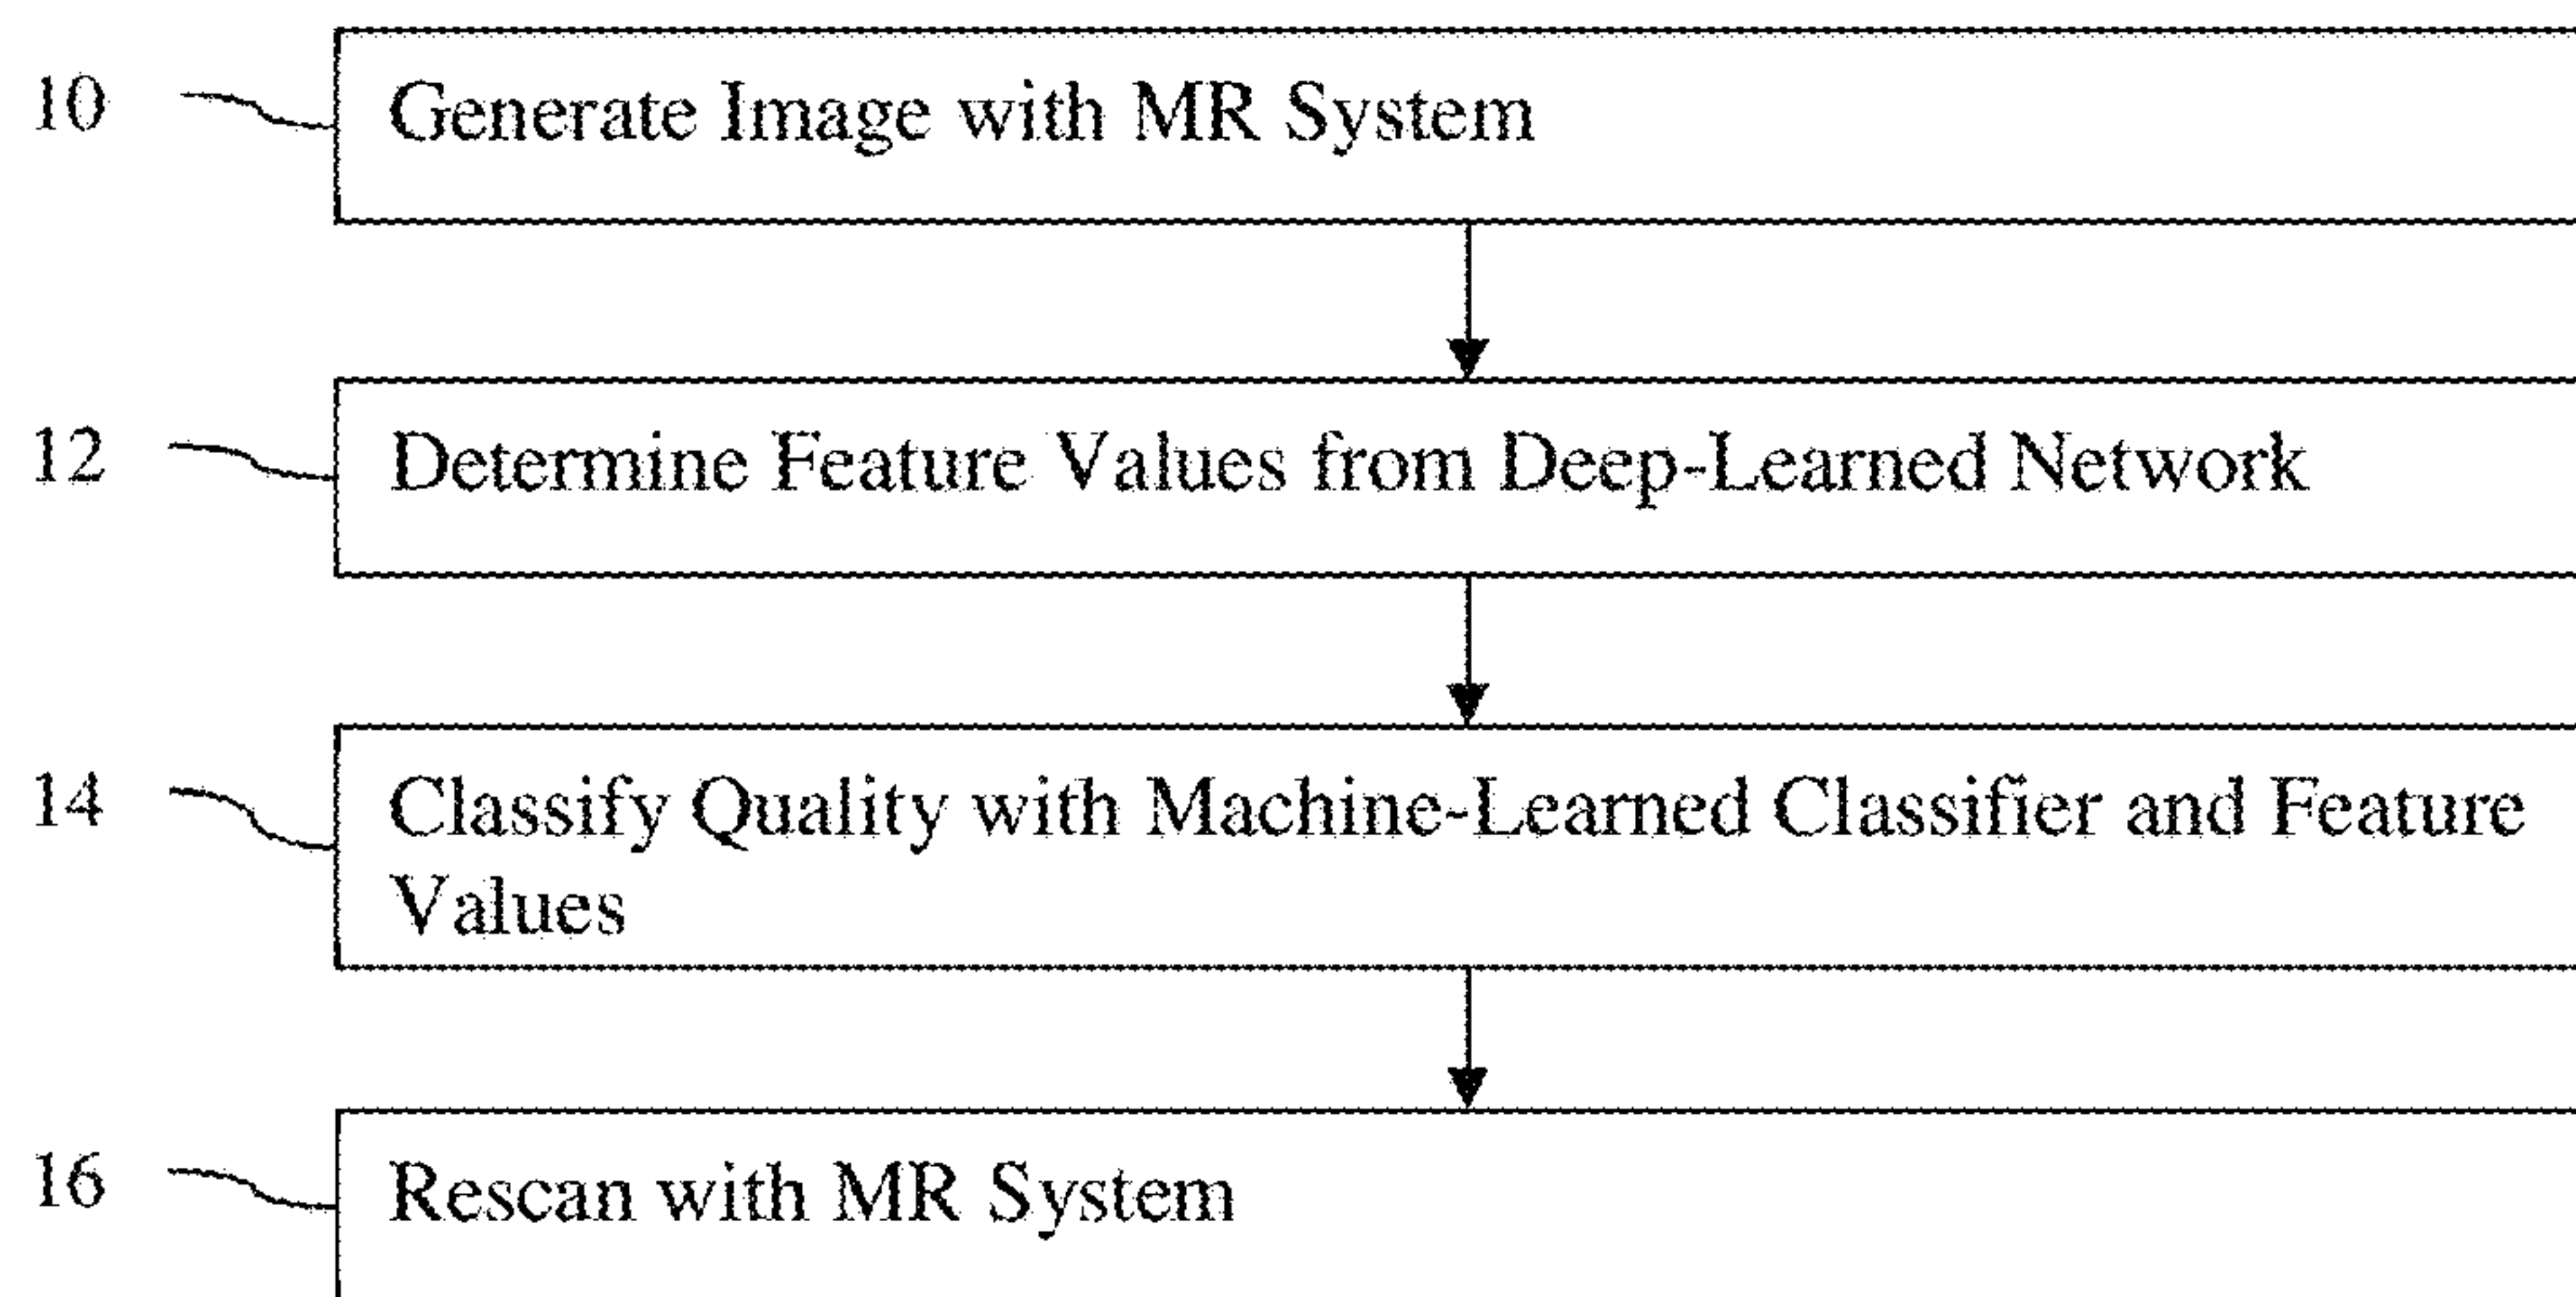 10 Generate Image with MR System
12 Determine Feature Values from Deep-Learned Network
14 Classify Quality with Machine-Learned Classifier and Feature
Values
16 Rescan with MR System